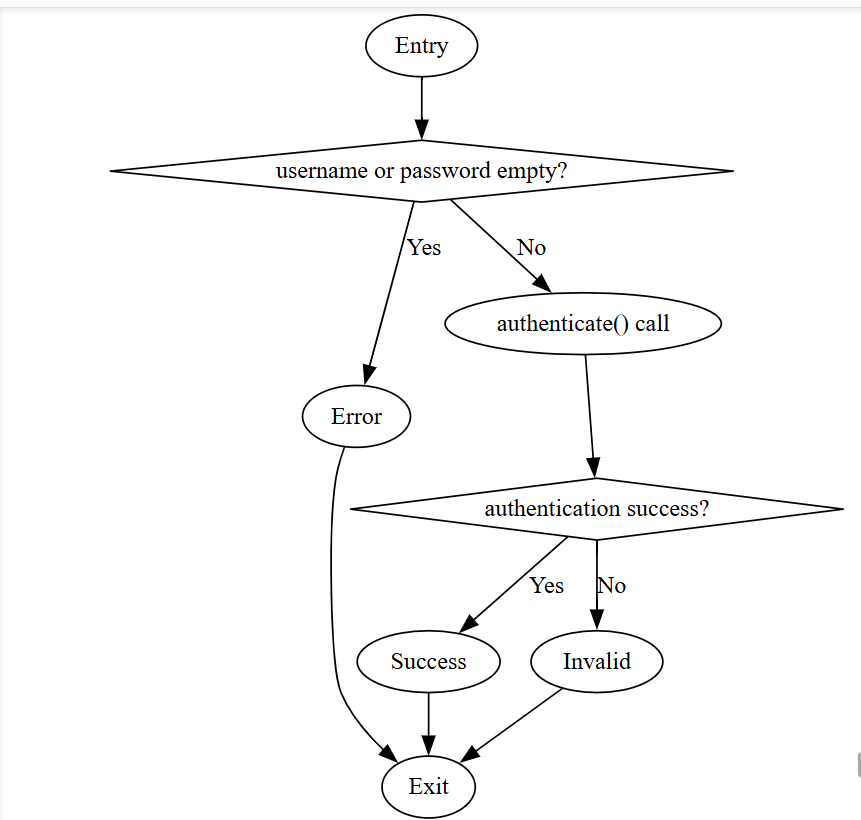 Entry
username or password empty?
Yes
No
authenticate() call
Error
authentication success?
Yes
No
Success
Invalid
Exit